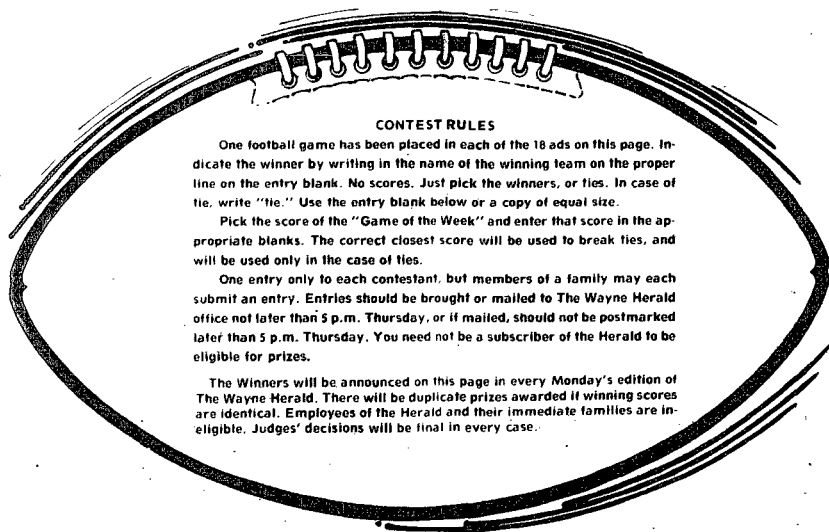 CONTEST RULES
One football game has been placed in each of the 18 ads on this page. In-
dicate the winner by writing in the name of the winning team on the proper
line on the entry blank. No scores. Just pick the winners, or ties. In case of
tie, write "tie." Use the entry blank below or a copy of equal size.
Pick the score of the "Game of the Week" and enter that score in the ap-
propriate blanks. The correct closest score will be used to break ties, and
will be used only in the case of ties.
One entry only to each contestant, but members of a family may each
submit an entry. Entries should be brought or mailed to The Wayne Herald
office not later than 5 p.m. Thursday, or if mailed, should not be postmarked
later than 5 p.m. Thursday. You need not be a subscriber of the Herald to be
eligible for prizes.
The Winners will be announced on this page in every Monday's edition of
The Wayne Herald. There will be duplicate prizes awarded if winning scores
are identical. Employees of the Herald and their immediate families are in-
eligible. Judges' decisions will be final in every case.